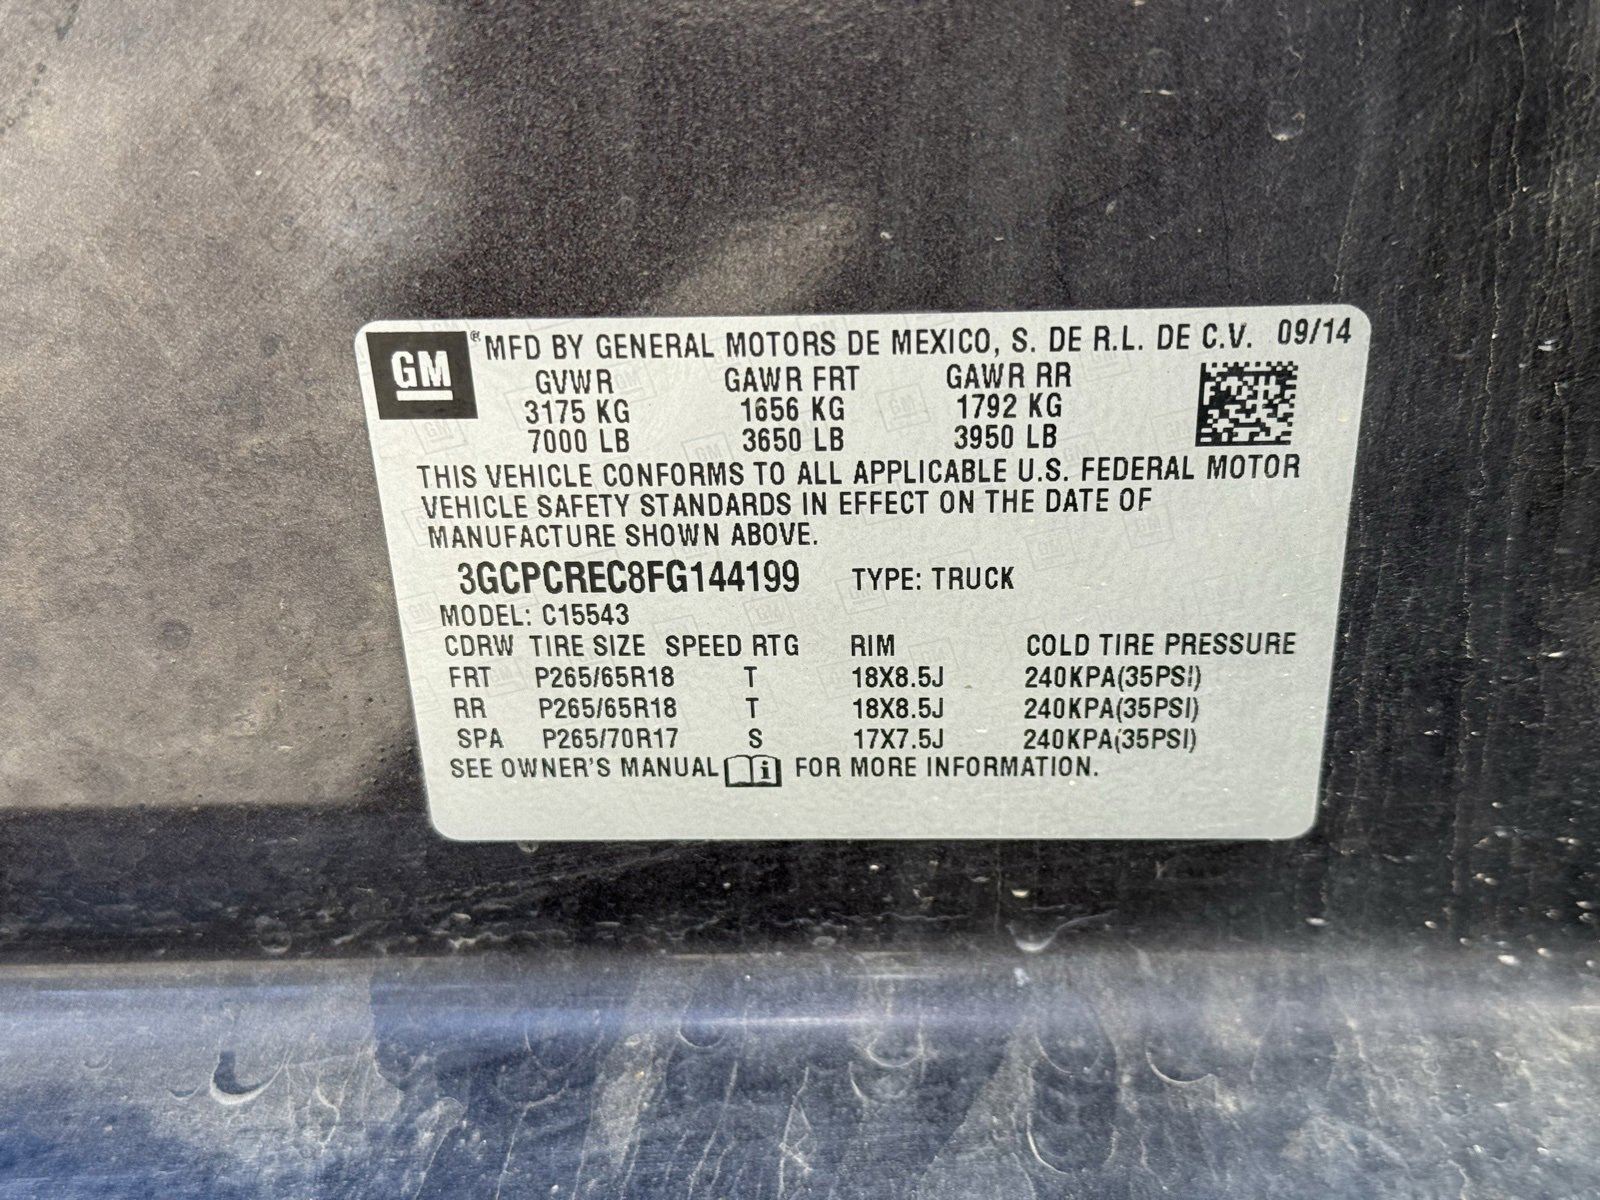 GM ® MFD BY GENERAL MOTORS DE MEXICO, S. DE R.L. DE C.V. 09/14
GVWR GAWR FRT GAWR RR
3175 KG 1656 KG 1792 KG
7000 LB 3650 LB 3950 LB
THIS VEHICLE CONFORMS TO ALL APPLICABLE U.S. FEDERAL MOTOR
VEHICLE SAFETY STANDARDS IN EFFECT ON THE DATE OF
MANUFACTURE SHOWN ABOVE.
3GCPCREC8FG144199 TYPE: TRUCK
MODEL: C15543
CDRW TIRE SIZE SPEED RTG RIM COLD TIRE PRESSURE
FRT P265/65R18 T 18X8.5J 240KPA(35PSI)
RR P265/65R18 T 18X8.5J 240KPA(35PSI)
SPA P265/70R17 S 17X7.5J 240KPA(35PSI)
SEE OWNER'S MANUAL i FOR MORE INFORMATION.